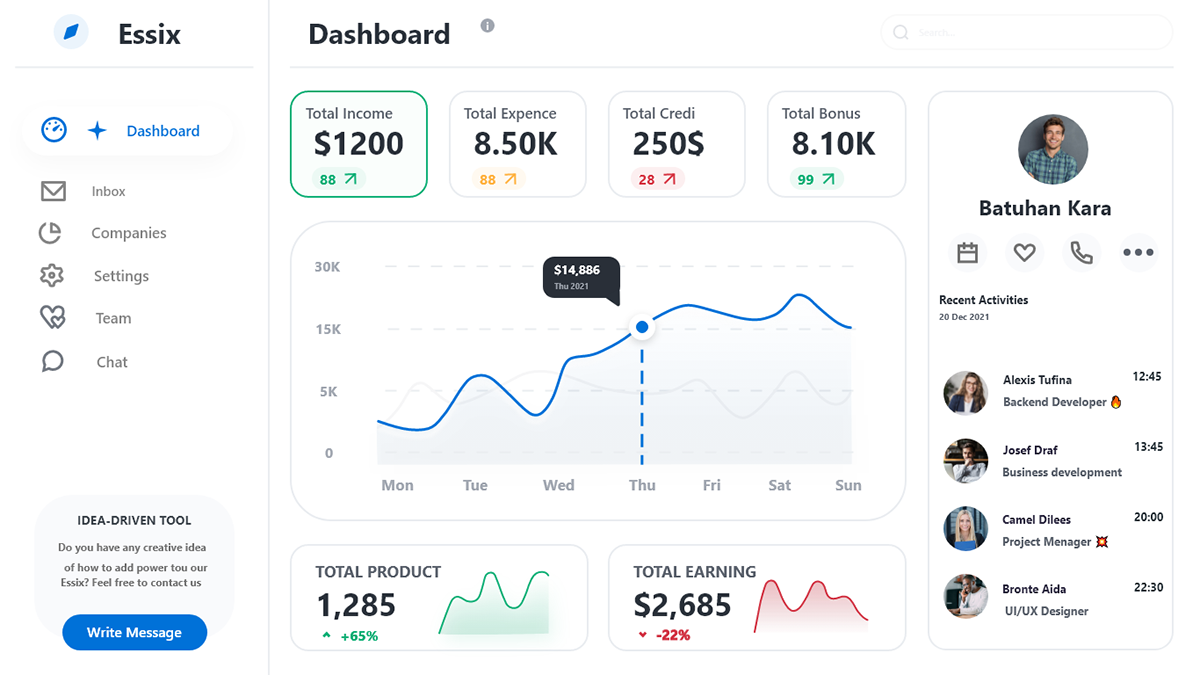 Essix
Dashboard
Search...
Dashboard
Inbox
Companies
Settings
Team
Chat
IDEA-DRIVEN TOOL
Do you have any creative idea
of how to add power tou our
Essix? Feel free to contact us
Write Message
Total Income
$1200
88
Total Expence
8.50K
88
Total Credi
250$
28
Total Bonus
8.10K
99
30K
15K
5K
0
$14,886
Thu 2021
Mon Tue Wed Thu Fri Sat Sun
TOTAL PRODUCT
1,285
+65%
TOTAL EARNING
$2,685
-22%
Batuhan Kara
Recent Activities
20 Dec 2021
Alexis Tufina 12:45
Backend Developer 🔥
Josef Draf 13:45
Business development
Camel Dilees 20:00
Project Menager 💥
Bronte Aida 22:30
UI/UX Designer